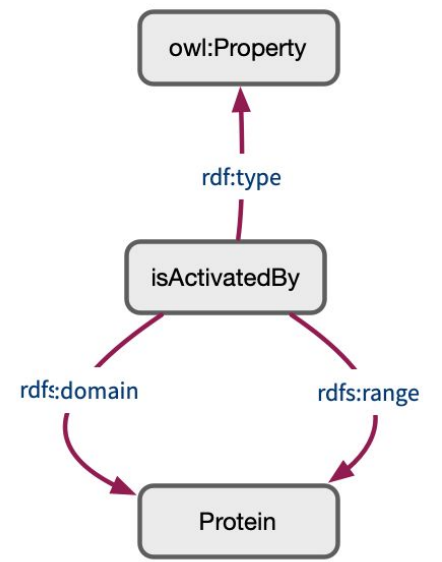 owl:Property
rdf:type
isActivatedBy
rdfs:domain
rdfs:range
Protein